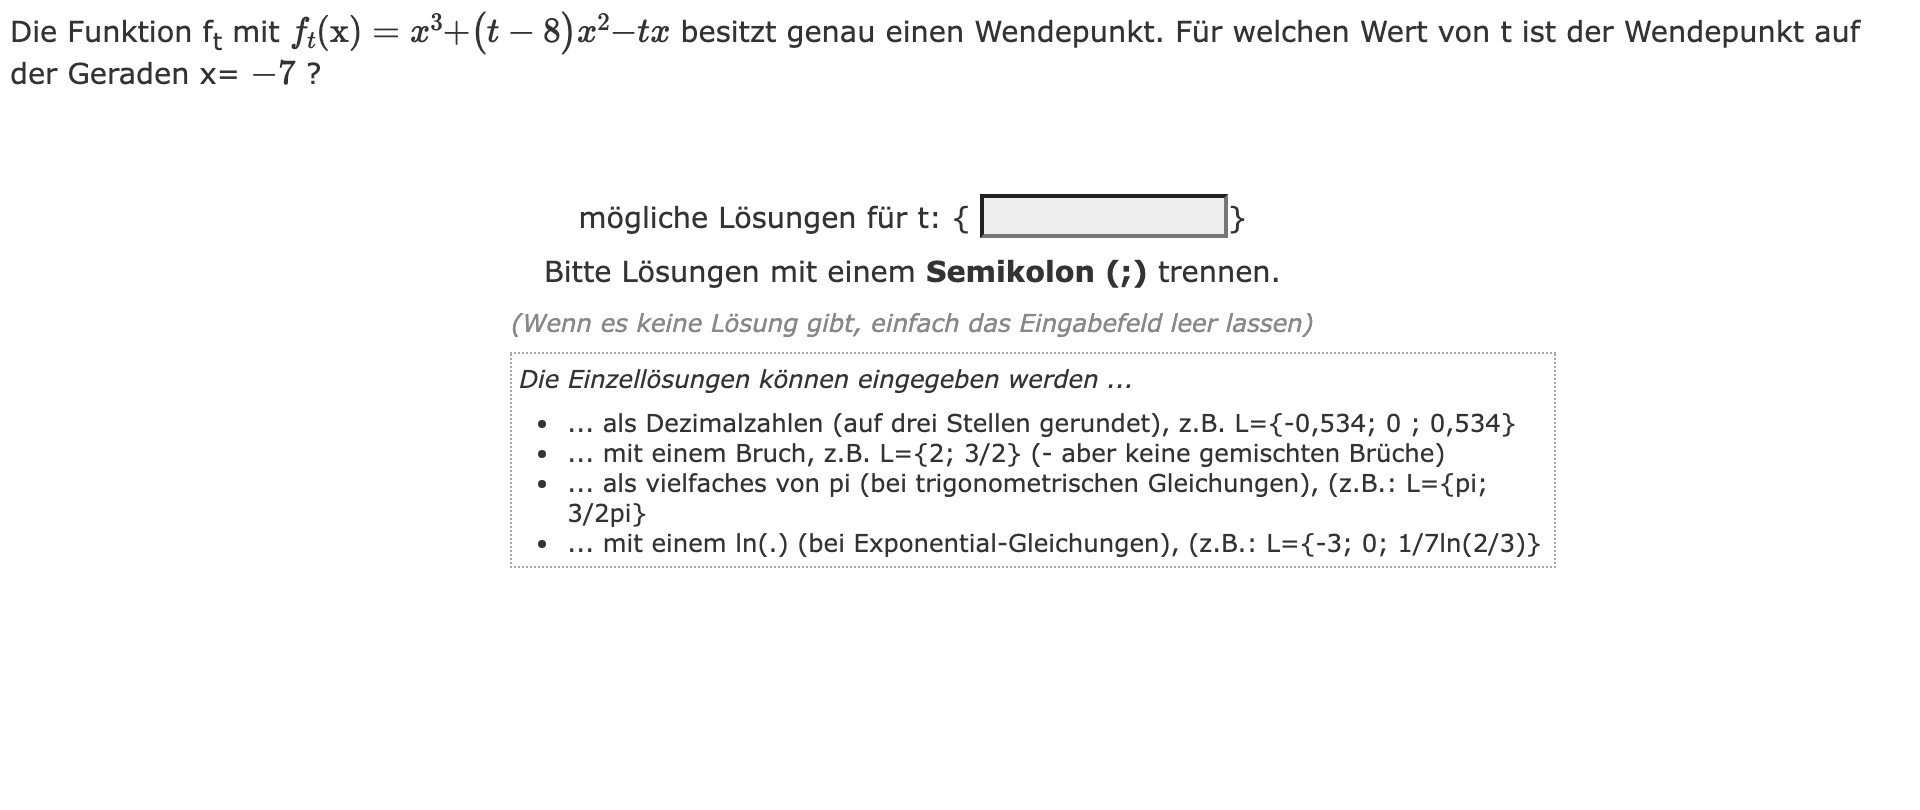 Die Funktion fₜ mit fₜ(x) = x³+(t − 8)x²−tx besitzt genau einen Wendepunkt. Für welchen Wert von t ist der Wendepunkt auf
der Geraden x= −7 ?
mögliche Lösungen für t: { }
Bitte Lösungen mit einem Semikolon (;) trennen.
(Wenn es keine Lösung gibt, einfach das Eingabefeld leer lassen)
Die Einzellösungen können eingegeben werden ...
• ... als Dezimalzahlen (auf drei Stellen gerundet), z.B. L={-0,534; 0 ; 0,534}
• ... mit einem Bruch, z.B. L={2; 3/2} (- aber keine gemischten Brüche)
• ... als vielfaches von pi (bei trigonometrischen Gleichungen), (z.B.: L={pi;
3/2pi}
• ... mit einem ln(.) (bei Exponential-Gleichungen), (z.B.: L={-3; 0; 1/7ln(2/3)}